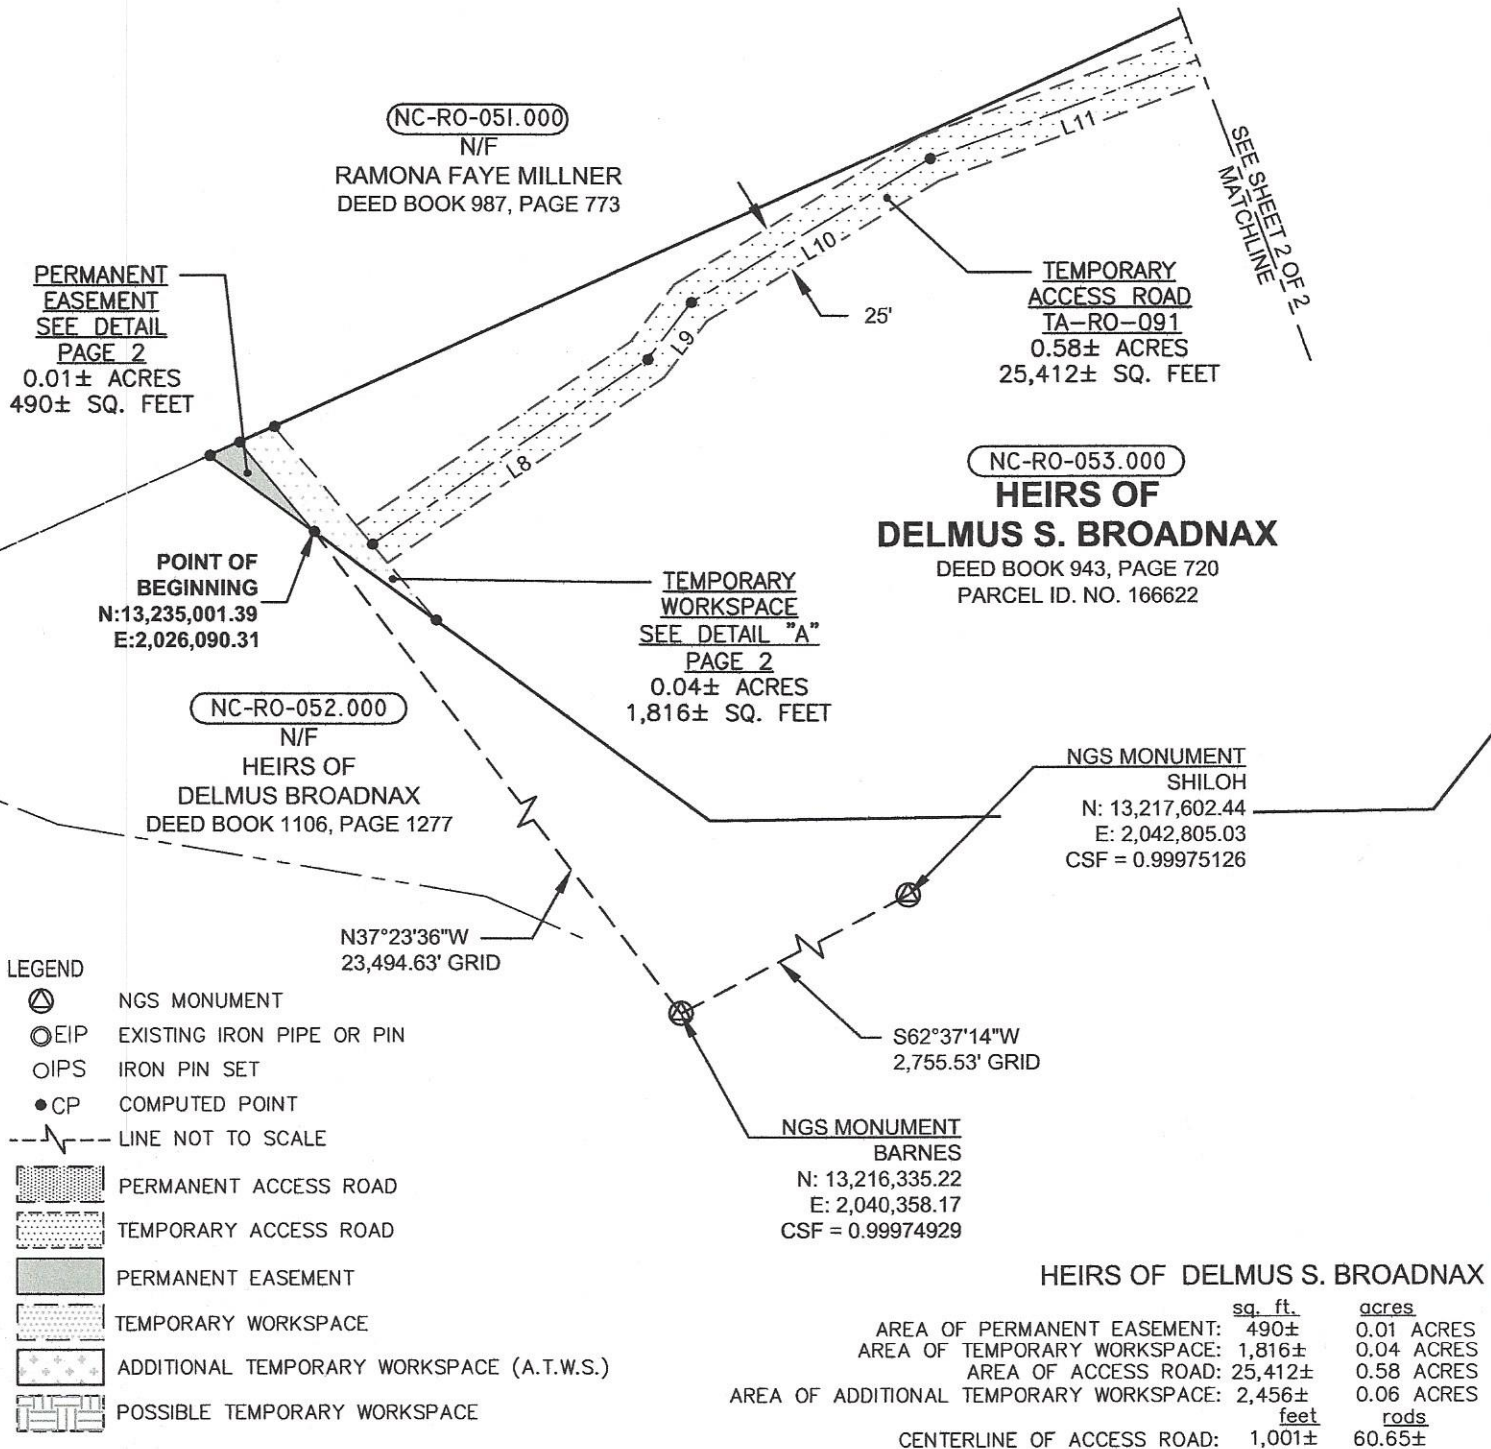 NC-RO-051.000
N/F
RAMONA FAYE MILLNER
DEED BOOK 987, PAGE 773
PERMANENT
EASEMENT
SEE DETAIL
PAGE 2
0.01± ACRES
490± SQ. FEET
L11
L10
L9
L8
25'
SEE SHEET 2 OF 2
MATCHLINE
TEMPORARY
ACCESS ROAD
TA-RO-091
0.58± ACRES
25,412± SQ. FEET
NC-RO-053.000
HEIRS OF
DELMUS S. BROADNAX
DEED BOOK 943, PAGE 720
PARCEL ID. NO. 166622
POINT OF
BEGINNING
N:13,235,001.39
E:2,026,090.31
TEMPORARY
WORKSPACE
SEE DETAIL "A"
PAGE 2
0.04± ACRES
1,816± SQ. FEET
NC-RO-052.000
N/F
HEIRS OF
DELMUS BROADNAX
DEED BOOK 1106, PAGE 1277
NGS MONUMENT
SHILOH
N: 13,217,602.44
E: 2,042,805.03
CSF = 0.99975126
N37°23'36"W
23,494.63' GRID
S62°37'14"W
2,755.53' GRID
NGS MONUMENT
BARNES
N: 13,216,335.22
E: 2,040,358.17
CSF = 0.99974929
LEGEND
NGS MONUMENT
EIP EXISTING IRON PIPE OR PIN
IPS IRON PIN SET
CP COMPUTED POINT
LINE NOT TO SCALE
PERMANENT ACCESS ROAD
TEMPORARY ACCESS ROAD
PERMANENT EASEMENT
TEMPORARY WORKSPACE
ADDITIONAL TEMPORARY WORKSPACE (A.T.W.S.)
POSSIBLE TEMPORARY WORKSPACE
HEIRS OF DELMUS S. BROADNAX
sq. ft. acres
AREA OF PERMANENT EASEMENT: 490± 0.01 ACRES
AREA OF TEMPORARY WORKSPACE: 1,816± 0.04 ACRES
AREA OF ACCESS ROAD: 25,412± 0.58 ACRES
AREA OF ADDITIONAL TEMPORARY WORKSPACE: 2,456± 0.06 ACRES
feet rods
CENTERLINE OF ACCESS ROAD: 1,001± 60.65±